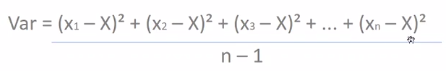 Var = (x₁ – X)² + (x₂ – X)² + (x₃ – X)² + ... + (xₙ – X)²
n – 1